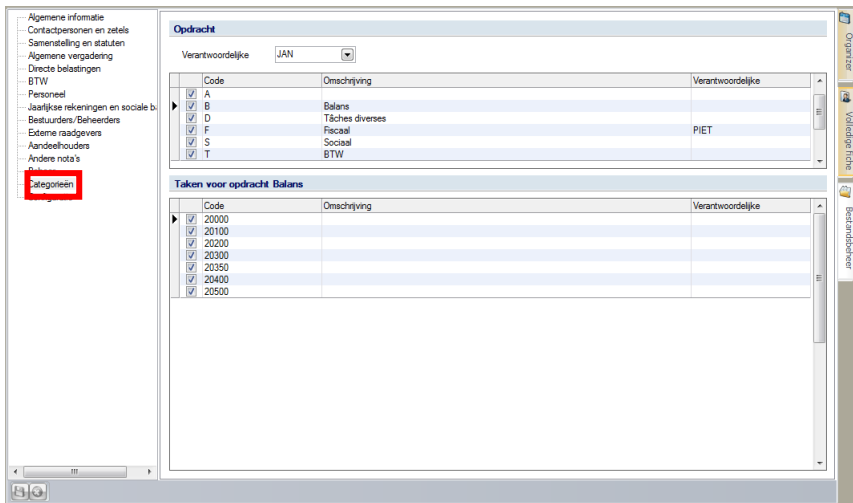 Algemene informatie
Contactpersonen en zetels
Samenstelling en statuten
Algemene vergadering
Directe belastingen
BTW
Personeel
Jaarlijkse rekeningen en sociale b
Bestuurders/Beheerders
Externe raadgevers
Aandeelhouders
Andere nota's
Categorieën
Opdracht
Verantwoordelijke JAN
Code Omschrijving Verantwoordelijke
A
B Balans
D Tâches diverses
F Fiscaal PIET
S Sociaal
T BTW
Taken voor opdracht Balans
Code Omschrijving Verantwoordelijke
20000
20100
20200
20300
20350
20400
20500
Organizer
Volledige Fiche
Bestandsbeheer